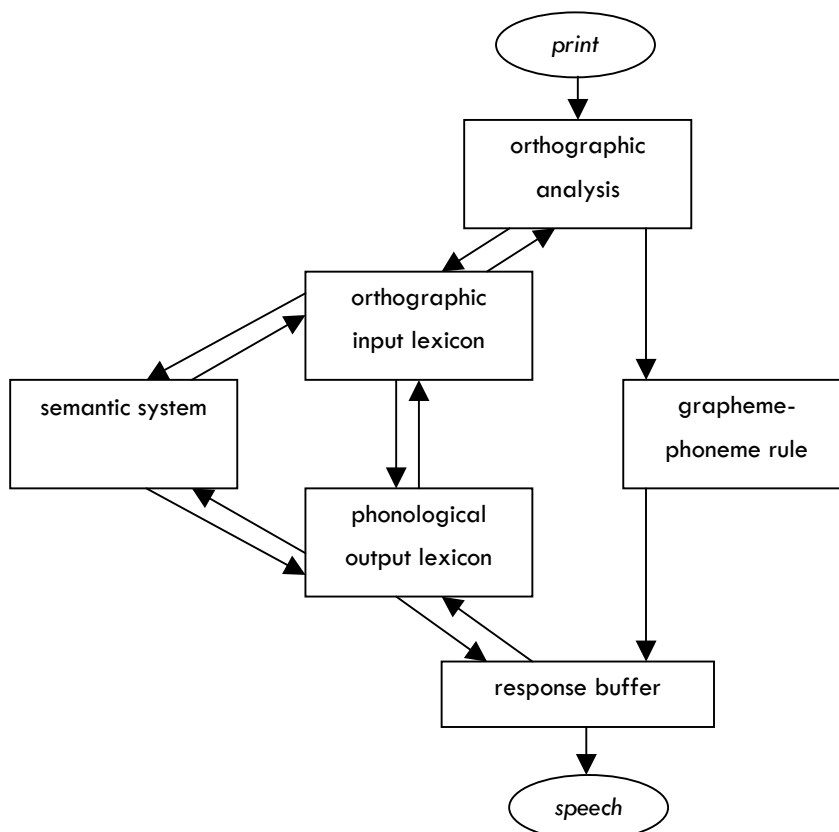 print
orthographic
analysis
orthographic
input lexicon
semantic system
grapheme-
phoneme rule
phonological
output lexicon
response buffer
speech